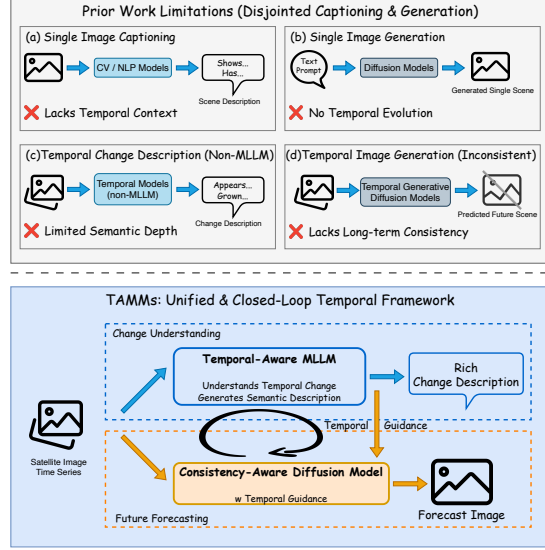 Prior Work Limitations (Disjointed Captioning & Generation)
(a) Single Image Captioning
CV / NLP Models
Shows...
Has...
Scene Description
Lacks Temporal Context
(b) Single Image Generation
Text
Prompt
Diffusion Models
Generated Single Scene
No Temporal Evolution
(c)Temporal Change Description (Non-MLLM)
Temporal Models
(non-MLLM)
Appears...
Grown...
Change Description
Limited Semantic Depth
(d)Temporal Image Generation (Inconsistent)
Temporal Generative
Diffusion Models
Predicted Future Scene
Lacks Long-term Consistency
TAMMs: Unified & Closed-Loop Temporal Framework
Change Understanding
Temporal-Aware MLLM
Understands Temporal Change
Generates Semantic Description
Rich
Change Description
Satellite Image
Time Series
Temporal Guidance
Consistency-Aware Diffusion Model
w Temporal Guidance
Forecast Image
Future Forecasting